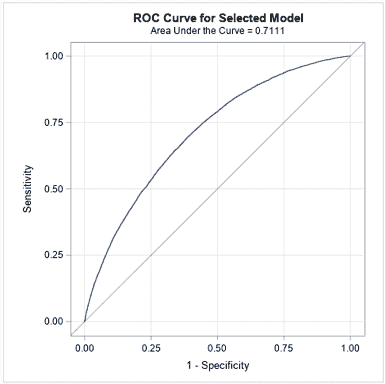 ROC Curve for Selected Model
Area Under the Curve = 0.7111
1.00
0.75
0.50
0.25
0.00
Sensitivity
0.00 0.25 0.50 0.75 1.00
1 - Specificity